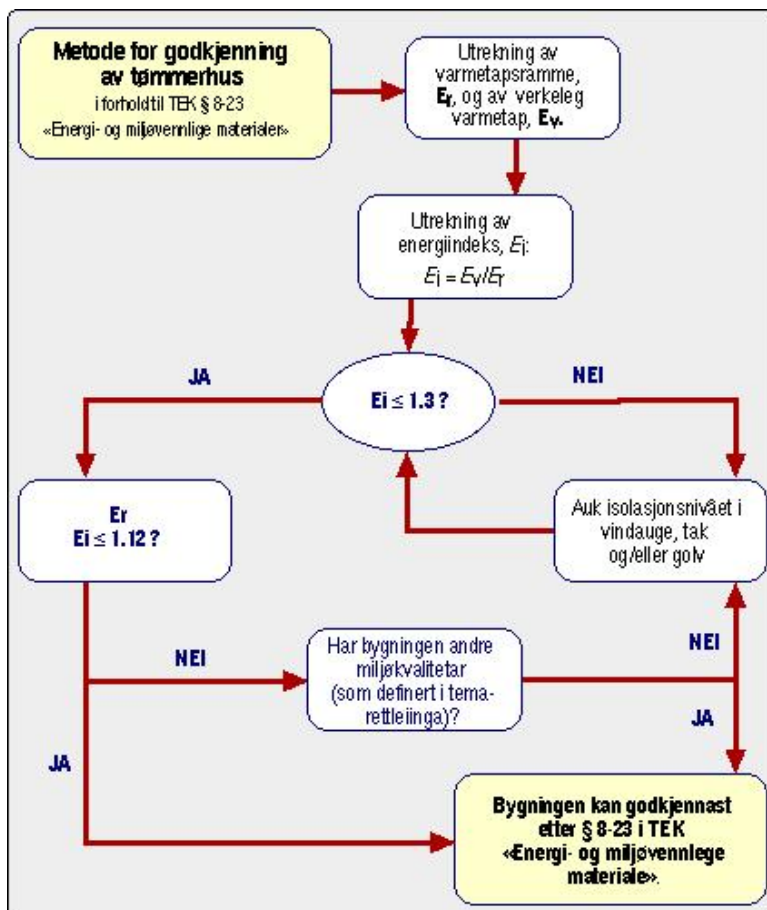 Metode for godkjenning
av tømmerhus
i forhold til TEK § 8-23
«Energi- og miljøvennlige materialer»
Utrekning av
varmetapsramme,
Er, og av verkeleg
varmetap, Ev.
Utrekning av
energiindeks, Ei:
Ei = Ev/Er
JA
NEI
Ei ≤ 1.3 ?
Er
Ei ≤ 1.12 ?
Auk isolasjonsnivået i
vindauge, tak
og/eller golv
NEI
Har bygningen andre
miljøkvalitetar
(som definert i tema-
rettleiinga)?
NEI
JA
JA
Bygningen kan godkjennast
etter § 8-23 i TEK
«Energi- og miljøvennlege
materiale».